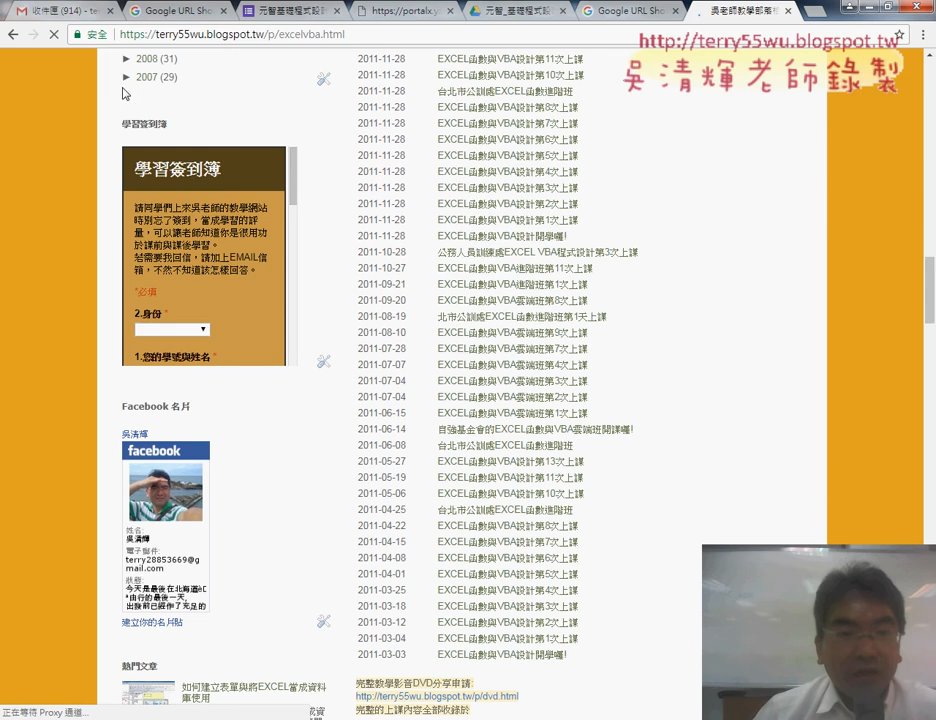 收件匣 (914) - t
Google URL Sho
元智基礎程式設
https://portalx.y
元智_基礎程式設
Google URL Sho
吳老師教學部落格
安全 https://terry55wu.blogspot.tw/p/excelvba.html
http://terry55wu.blogspot.tw
吳清輝老師錄製
► 2008 (31)
► 2007 (29)
學習簽到簿
學習簽到簿
請同學們上來吳老師的教學網站
時別忘了簽到，當成學習的評
量，可以讓老師知道你是很用功
於課前與課後學習。
若需要我回信，請加上EMAIL信
箱，不然不知道該怎樣回答。
*必填
2.身份 *
1.您的學號與姓名 *
Facebook 名片
吳清輝
facebook
姓名:
吳清輝
電子郵件:
terry28853669@g
mail.com
狀態:
今天是最後在北海道紀
建立你的名片貼
熱門文章
如何建立表單與將EXCEL當成資料
庫使用
2011-11-28 EXCEL函數與VBA設計第11次上課
2011-11-28 EXCEL函數與VBA設計第10次上課
2011-11-28 台北市公訓處EXCEL函數進階班
2011-11-28 EXCEL函數與VBA設計第8次上課
2011-11-28 EXCEL函數與VBA設計第7次上課
2011-11-28 EXCEL函數與VBA設計第6次上課
2011-11-28 EXCEL函數與VBA設計第5次上課
2011-11-28 EXCEL函數與VBA設計第4次上課
2011-11-28 EXCEL函數與VBA設計第3次上課
2011-11-28 EXCEL函數與VBA設計第2次上課
2011-11-28 EXCEL函數與VBA設計第1次上課
2011-11-28 EXCEL函數與VBA設計開學囉!
2011-10-28 公務人員訓練處EXCEL VBA程式設計第3次上課
2011-10-27 EXCEL函數與VBA進階班第11次上課
2011-09-21 EXCEL函數與VBA進階班第1次上課
2011-09-20 EXCEL函數與VBA雲端班第8次上課
2011-08-19 北市公訓處EXCEL函數進階班第1天上課
2011-08-10 EXCEL函數與VBA雲端班第9次上課
2011-07-28 EXCEL函數與VBA雲端班第7次上課
2011-07-07 EXCEL函數與VBA雲端班第4次上課
2011-07-04 EXCEL函數與VBA雲端班第3次上課
2011-07-04 EXCEL函數與VBA雲端班第2次上課
2011-06-15 EXCEL函數與VBA雲端班第1次上課
2011-06-14 自強基金會的EXCEL函數與VBA雲端班開課囉!
2011-06-08 台北市公訓處EXCEL函數進階班
2011-05-27 EXCEL函數與VBA設計第13次上課
2011-05-19 EXCEL函數與VBA設計第11次上課
2011-05-06 EXCEL函數與VBA設計第10次上課
2011-04-25 台北市公訓處EXCEL函數進階班
2011-04-22 EXCEL函數與VBA設計第8次上課
2011-04-15 EXCEL函數與VBA設計第7次上課
2011-04-08 EXCEL函數與VBA設計第6次上課
2011-04-01 EXCEL函數與VBA設計第5次上課
2011-03-25 EXCEL函數與VBA設計第4次上課
2011-03-18 EXCEL函數與VBA設計第3次上課
2011-03-12 EXCEL函數與VBA設計第2次上課
2011-03-04 EXCEL函數與VBA設計第1次上課
2011-03-03 EXCEL函數與VBA設計開學囉!
完整教學影音DVD分享申請:
http://terry55wu.blogspot.tw/p/dvd.html
完整的上課內容全部收錄於
正在等待 Proxy 通道...